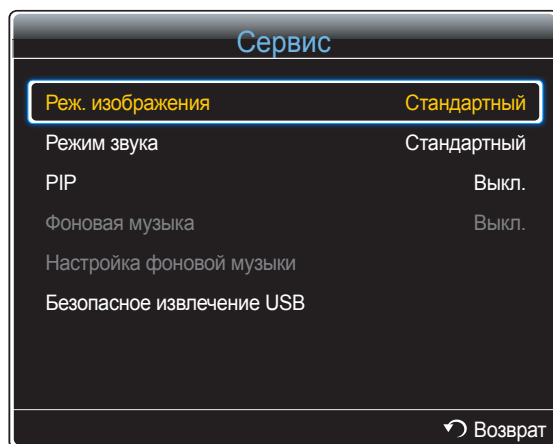 Сервис
Реж. изображения Стандартный
Режим звука Стандартный
PIP Выкл.
Фоновая музыка Выкл.
Настройка фоновой музыки
Безопасное извлечение USB
Возврат